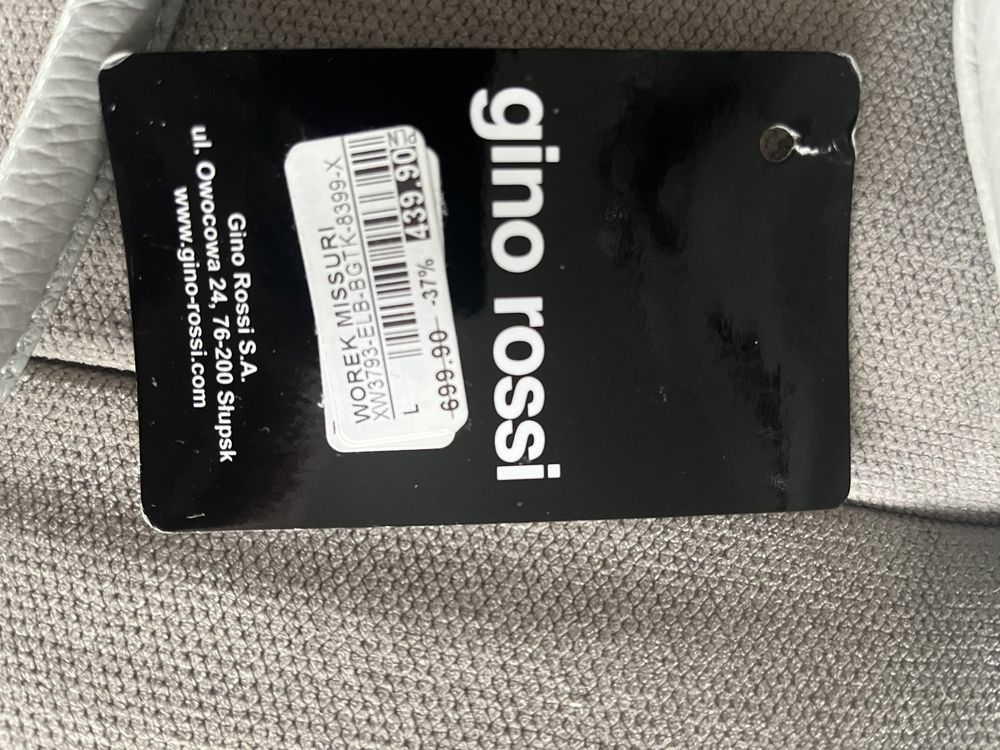 gino rossi
WOREK MISSURI
XW3793-ELB-BGTK-8399-X
L
699.90 -37% 439.90 PLN
Gino Rossi S.A.
ul. Owocowa 24, 76-200 Słupsk
www.gino-rossi.com